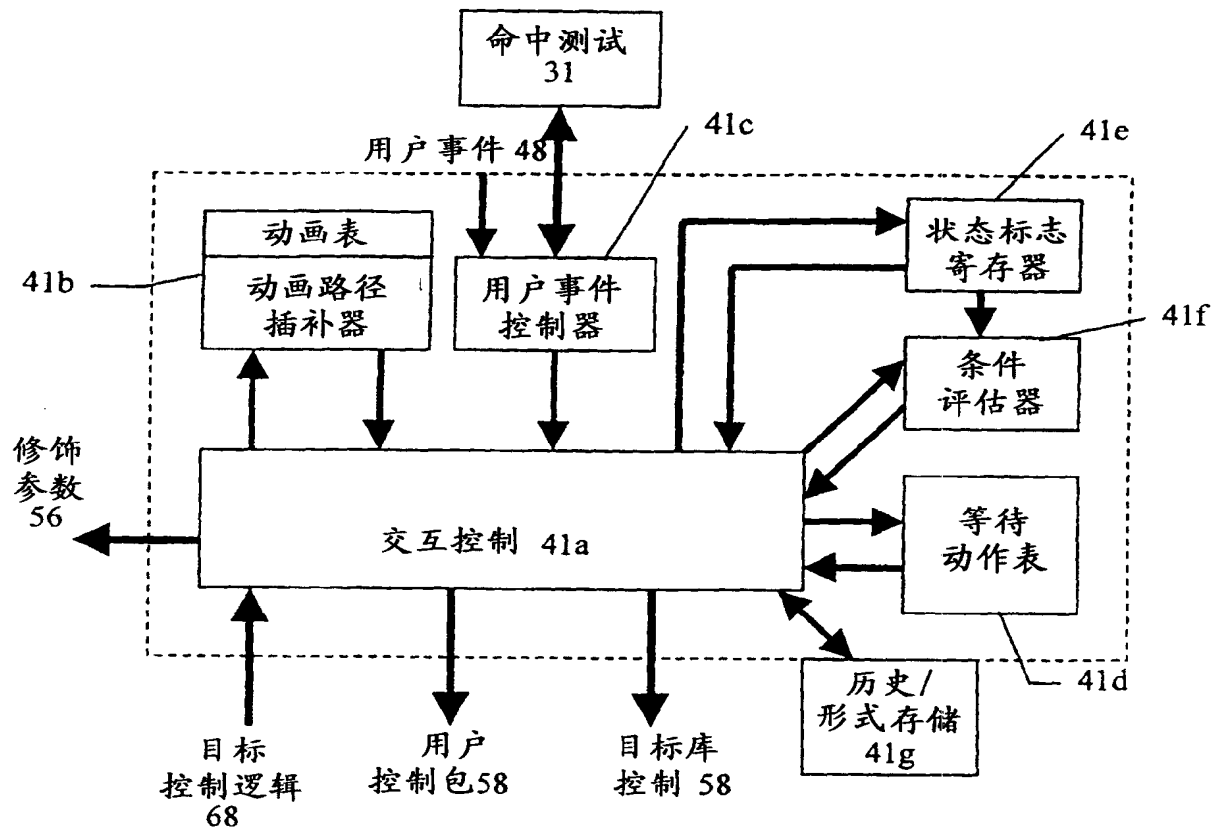 命中测试
31
用户事件 48
41c
41e
动画表
41b
动画路径
插补器
用户事件
控制器
状态标志
寄存器
41f
条件
评估器
修饰
参数
56
交互控制 41a
等待
动作表
41d
历史/
形式存储
41g
目标
控制逻辑
68
用户
控制包58
目标库
控制 58